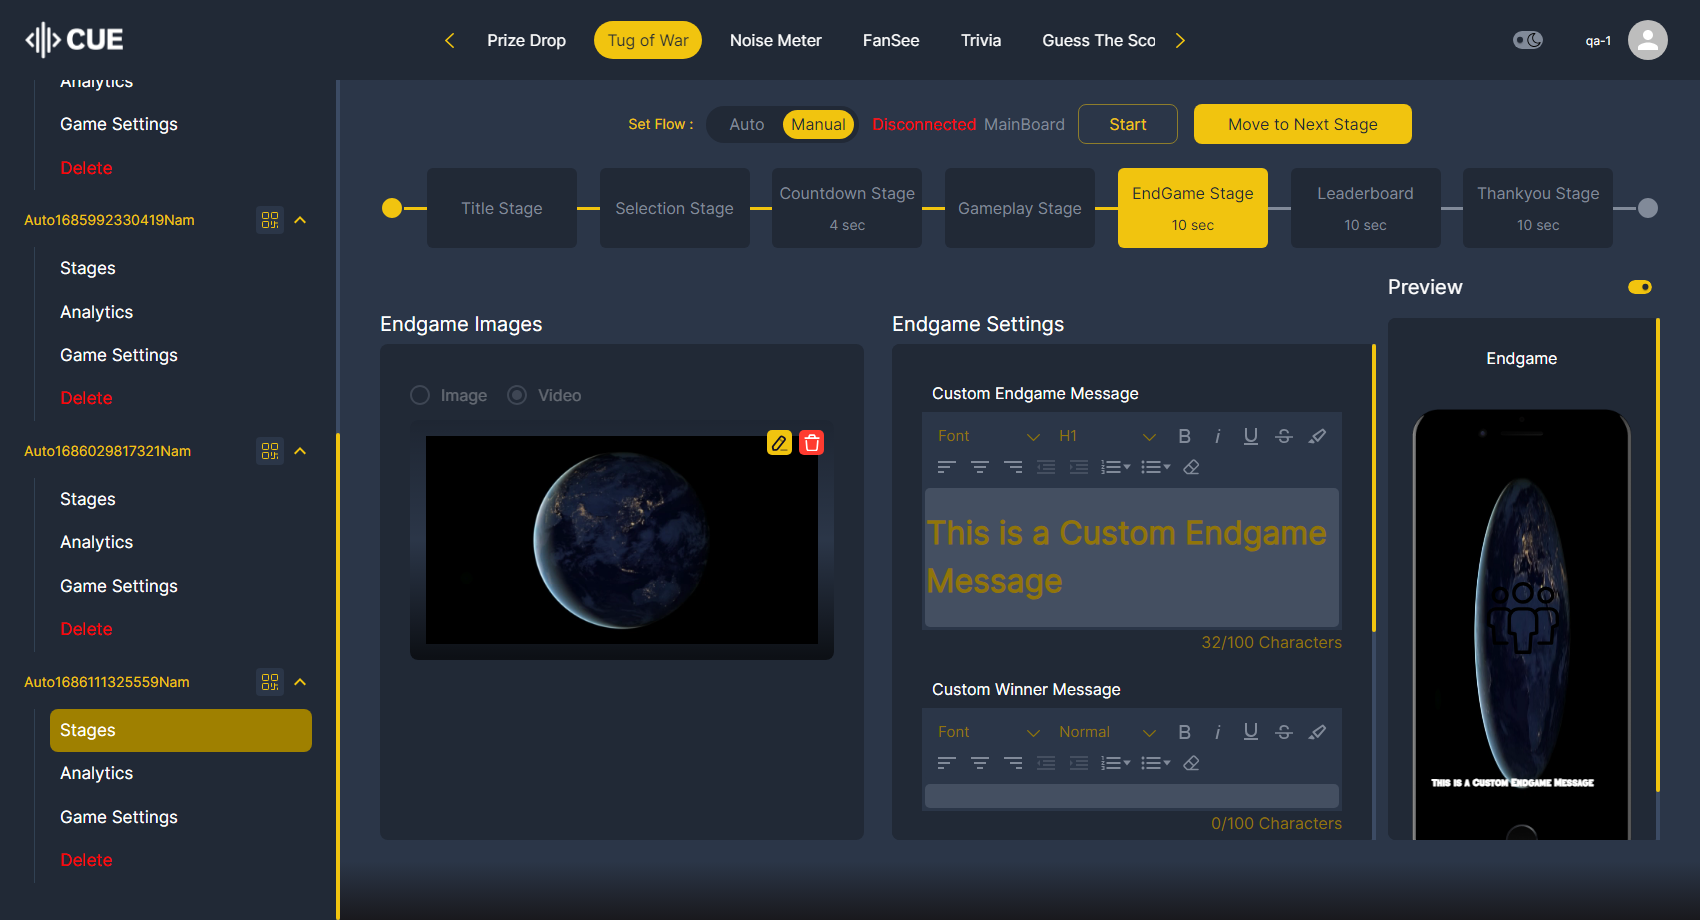 CUE
Prize Drop
Tug of War
Noise Meter
FanSee
Trivia
Guess The Sco
qa-1
Analytics
Game Settings
Delete
Auto1685992330419Nam
Stages
Analytics
Game Settings
Delete
Auto1686029817321Nam
Stages
Analytics
Game Settings
Delete
Auto1686111325559Nam
Stages
Analytics
Game Settings
Delete
Set Flow :
Auto
Manual
Disconnected MainBoard
Start
Move to Next Stage
Title Stage
Selection Stage
Countdown Stage
4 sec
Gameplay Stage
EndGame Stage
10 sec
Leaderboard
10 sec
Thankyou Stage
10 sec
Endgame Images
Image
Video
Endgame Settings
Custom Endgame Message
Font
H1
B i U S
This is a Custom Endgame
Message
32/100 Characters
Custom Winner Message
Font
Normal
B i U S
0/100 Characters
Preview
Endgame
This is a Custom Endgame Message